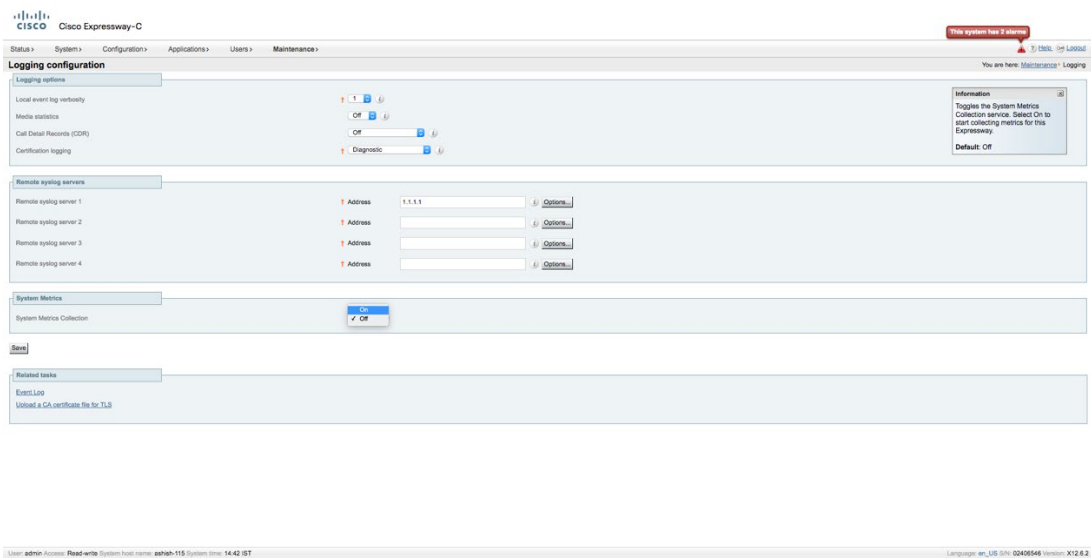 CISCO Cisco Expressway-C
This system has 2 alarms
Status > System > Configuration > Applications > Users > Maintenance > Help Logout
Logging configuration You are here: Maintenance Logging
Logging options
Local event log verbosity 1
Media statistics Off
Call Detail Records (CDR) Off
Certification logging Diagnostic
Information
Toggles the System Metrics
Collection service. Select On to
start collecting metrics for this
Expressway.
Default: Off
Remote syslog servers
Remote syslog server 1 Address 1.1.1.1 Options...
Remote syslog server 2 Address Options...
Remote syslog server 3 Address Options...
Remote syslog server 4 Address Options...
System Metrics
System Metrics Collection
On
✓ Off
Save
Related tasks
Event Log
Upload a CA certificate file for TLS
User: admin Access: Read-write System host name: ashish-115 System time: 14:42 IST Language: en_US S/N: 02406546 Version: X12.6.2